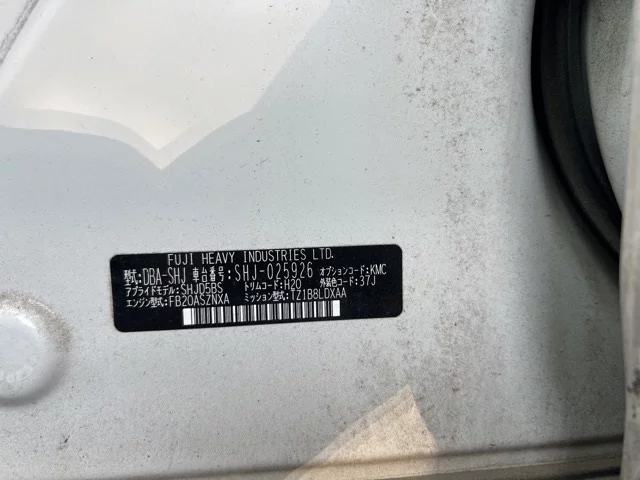 FUJI HEAVY INDUSTRIES LTD.
型式:DBA-SHJ 車台番号:SHJ-025926 オプションコード:KMC
アプライドモデル:SHJD5BS トリムコード:H20 外装色コード:37J
エンジン型式:FB20ASZNXA ミッション型式:TZ1B8LDXAA